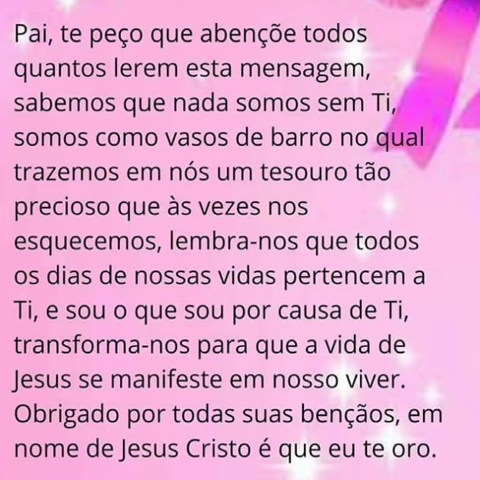 Pai, te peço que abençõe todos
quantos lerem esta mensagem,
sabemos que nada somos sem Ti,
somos como vasos de barro no qual
trazemos em nós um tesouro tão
precioso que às vezes nos
esquecemos, lembra-nos que todos
os dias de nossas vidas pertencem a
Ti, e sou o que sou por causa de Ti,
transforma-nos para que a vida de
Jesus se manifeste em nosso viver.
Obrigado por todas suas bençãos, em
nome de Jesus Cristo é que eu te oro.